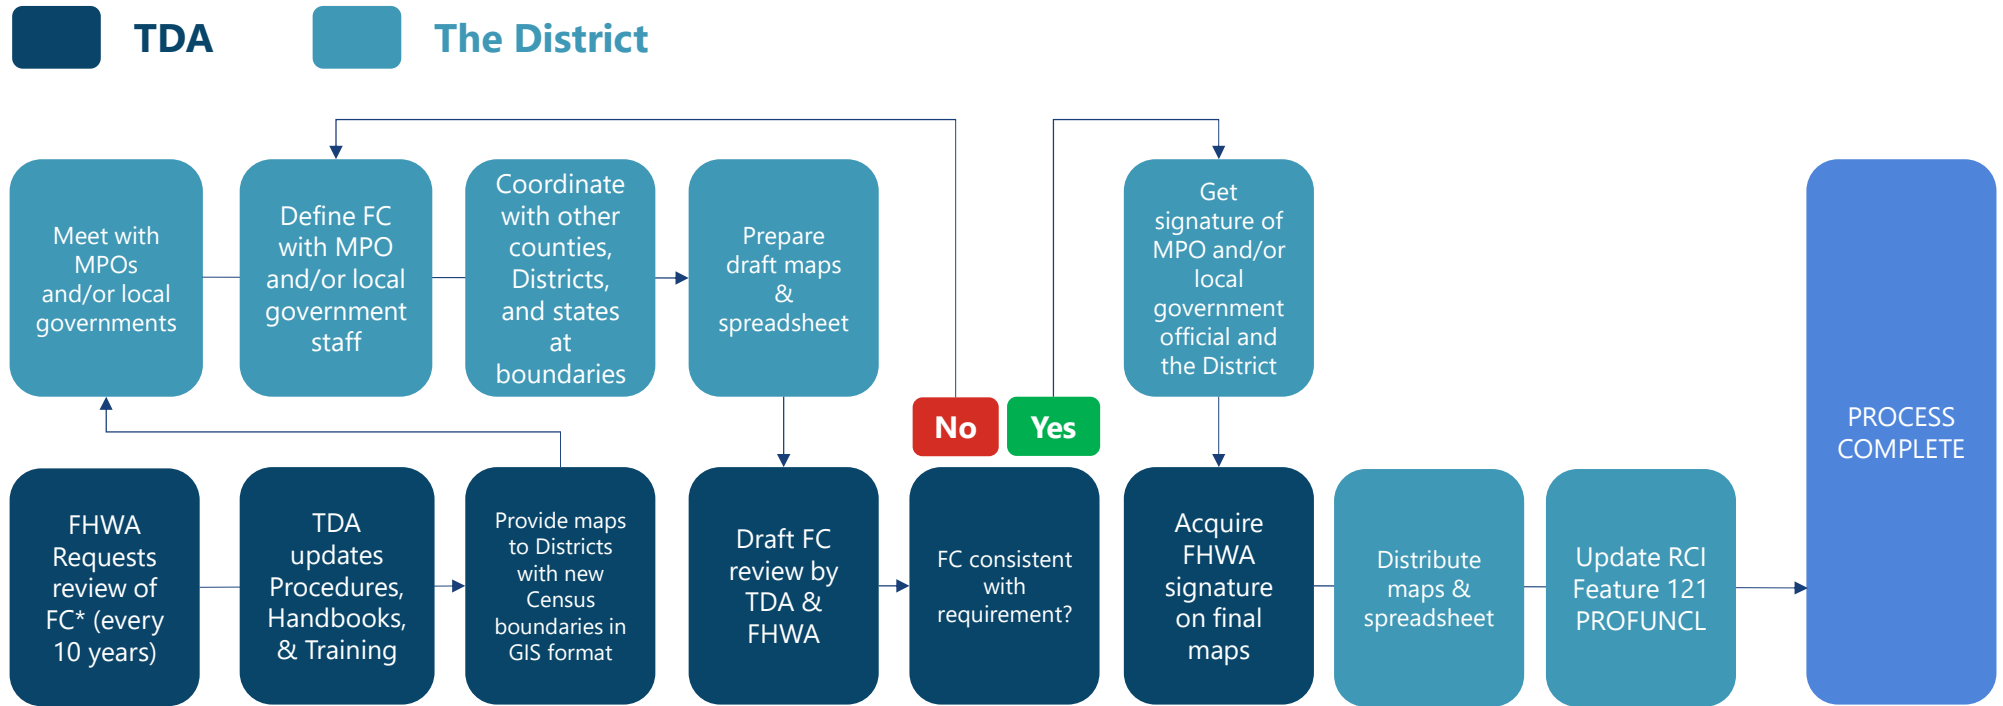 TDA
The District
Meet with
MPOs
and/or local
governments
Define FC
with MPO
and/or local
government
staff
Coordinate
with other
counties,
Districts,
and states
at
boundaries
Prepare
draft maps
&
spreadsheet
Get
signature of
MPO and/or
local
government
official and
the District
No
Yes
FHWA
Requests
review of
FC* (every
10 years)
TDA
updates
Procedures,
Handbooks,
& Training
Provide maps
to Districts
with new
Census
boundaries in
GIS format
Draft FC
review by
TDA &
FHWA
FC consistent
with
requirement?
Acquire
FHWA
signature
on final
maps
Distribute
maps &
spreadsheet
Update RCI
Feature 121
PROFUNCL
PROCESS
COMPLETE